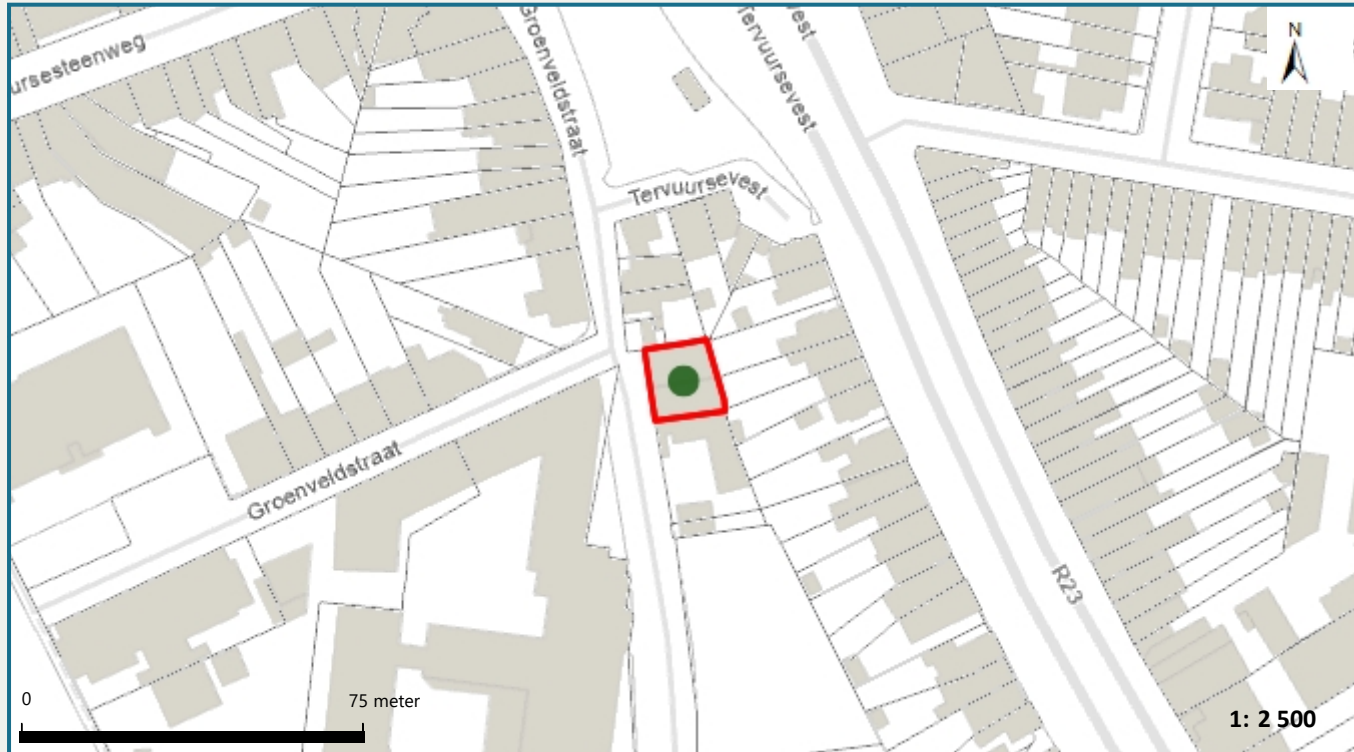 ursesteenweg
Groenveldstraat
Tervuursevest
vest
N
Tervuursevest
Groenveldstraat
R23
0
75 meter
1: 2 500